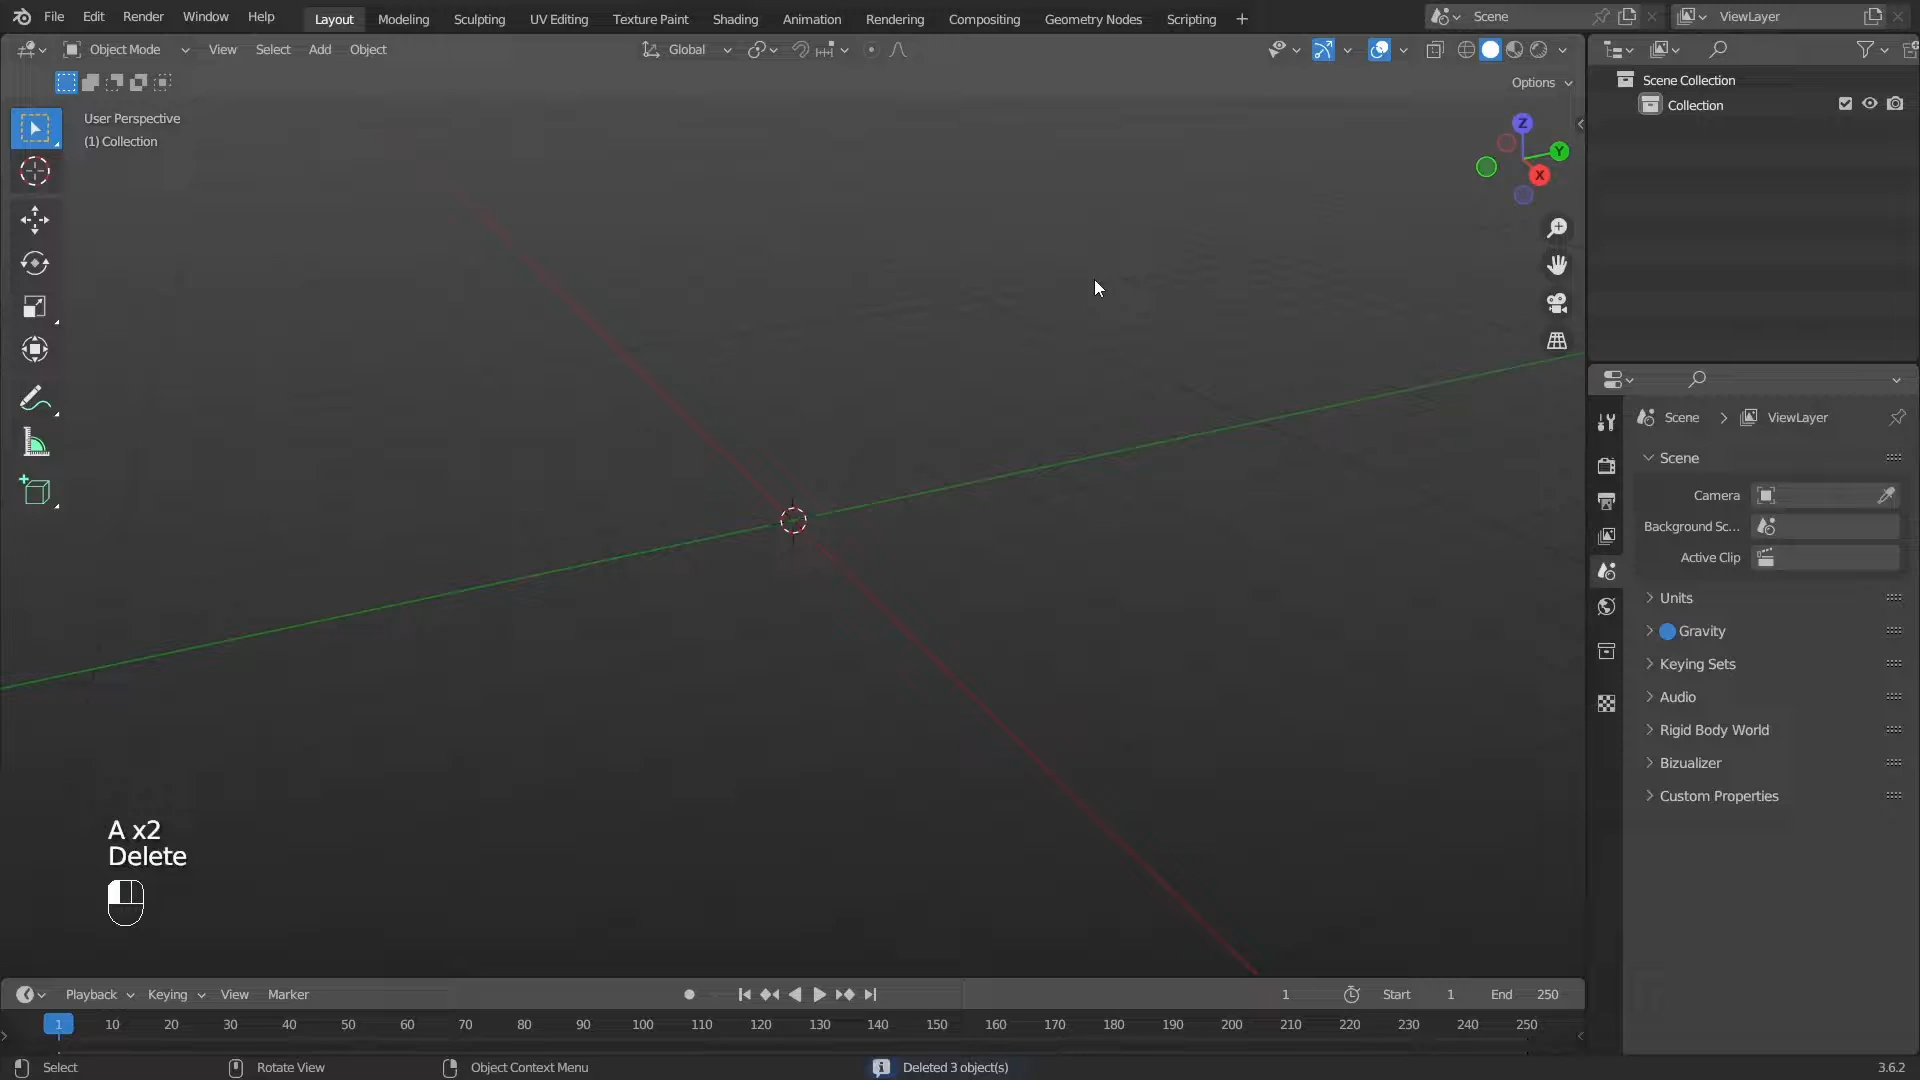 File Edit Render Window Help Layout Modeling Sculpting UV Editing Texture Paint Shading Animation Rendering Compositing Geometry Nodes Scripting + Scene ViewLayer
Object Mode View Select Add Object Global
Options
User Perspective
(1) Collection
Z
Y
X
Scene Collection
Collection
Scene > ViewLayer
Scene
Camera
Background Sc...
Active Clip
Units
Gravity
Keying Sets
Audio
Rigid Body World
Bizualizer
Custom Properties
A x2
Delete
Playback Keying View Marker 1 Start 1 End 250
1 10 20 30 40 50 60 70 80 90 100 110 120 130 140 150 160 170 180 190 200 210 220 230 240 250
Select Rotate View Object Context Menu Deleted 3 object(s) 3.6.2